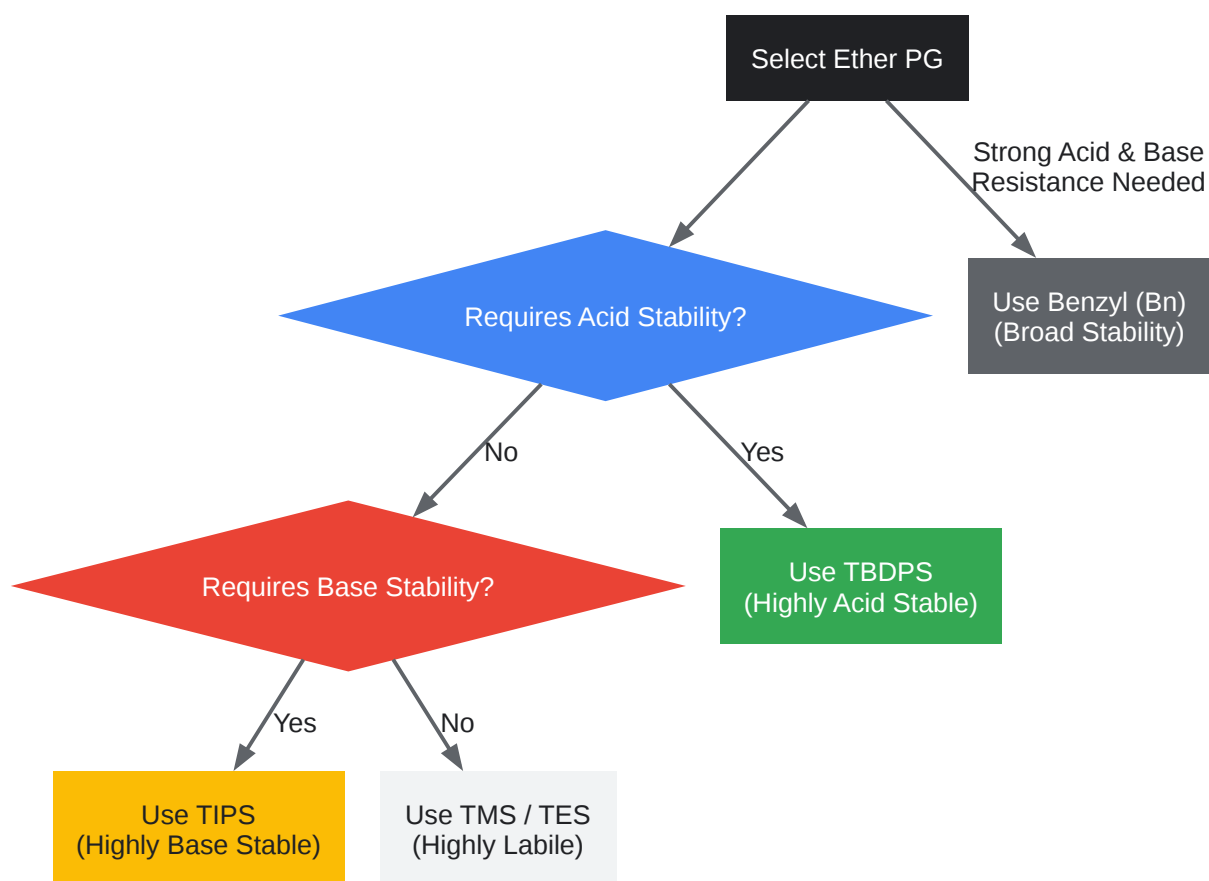 Select Ether PG
Strong Acid & Base
Resistance Needed
Requires Acid Stability?
Use Benzyl (Bn)
(Broad Stability)
No
Yes
Requires Base Stability?
Use TBDPS
(Highly Acid Stable)
Yes
No
Use TIPS
(Highly Base Stable)
Use TMS / TES
(Highly Labile)